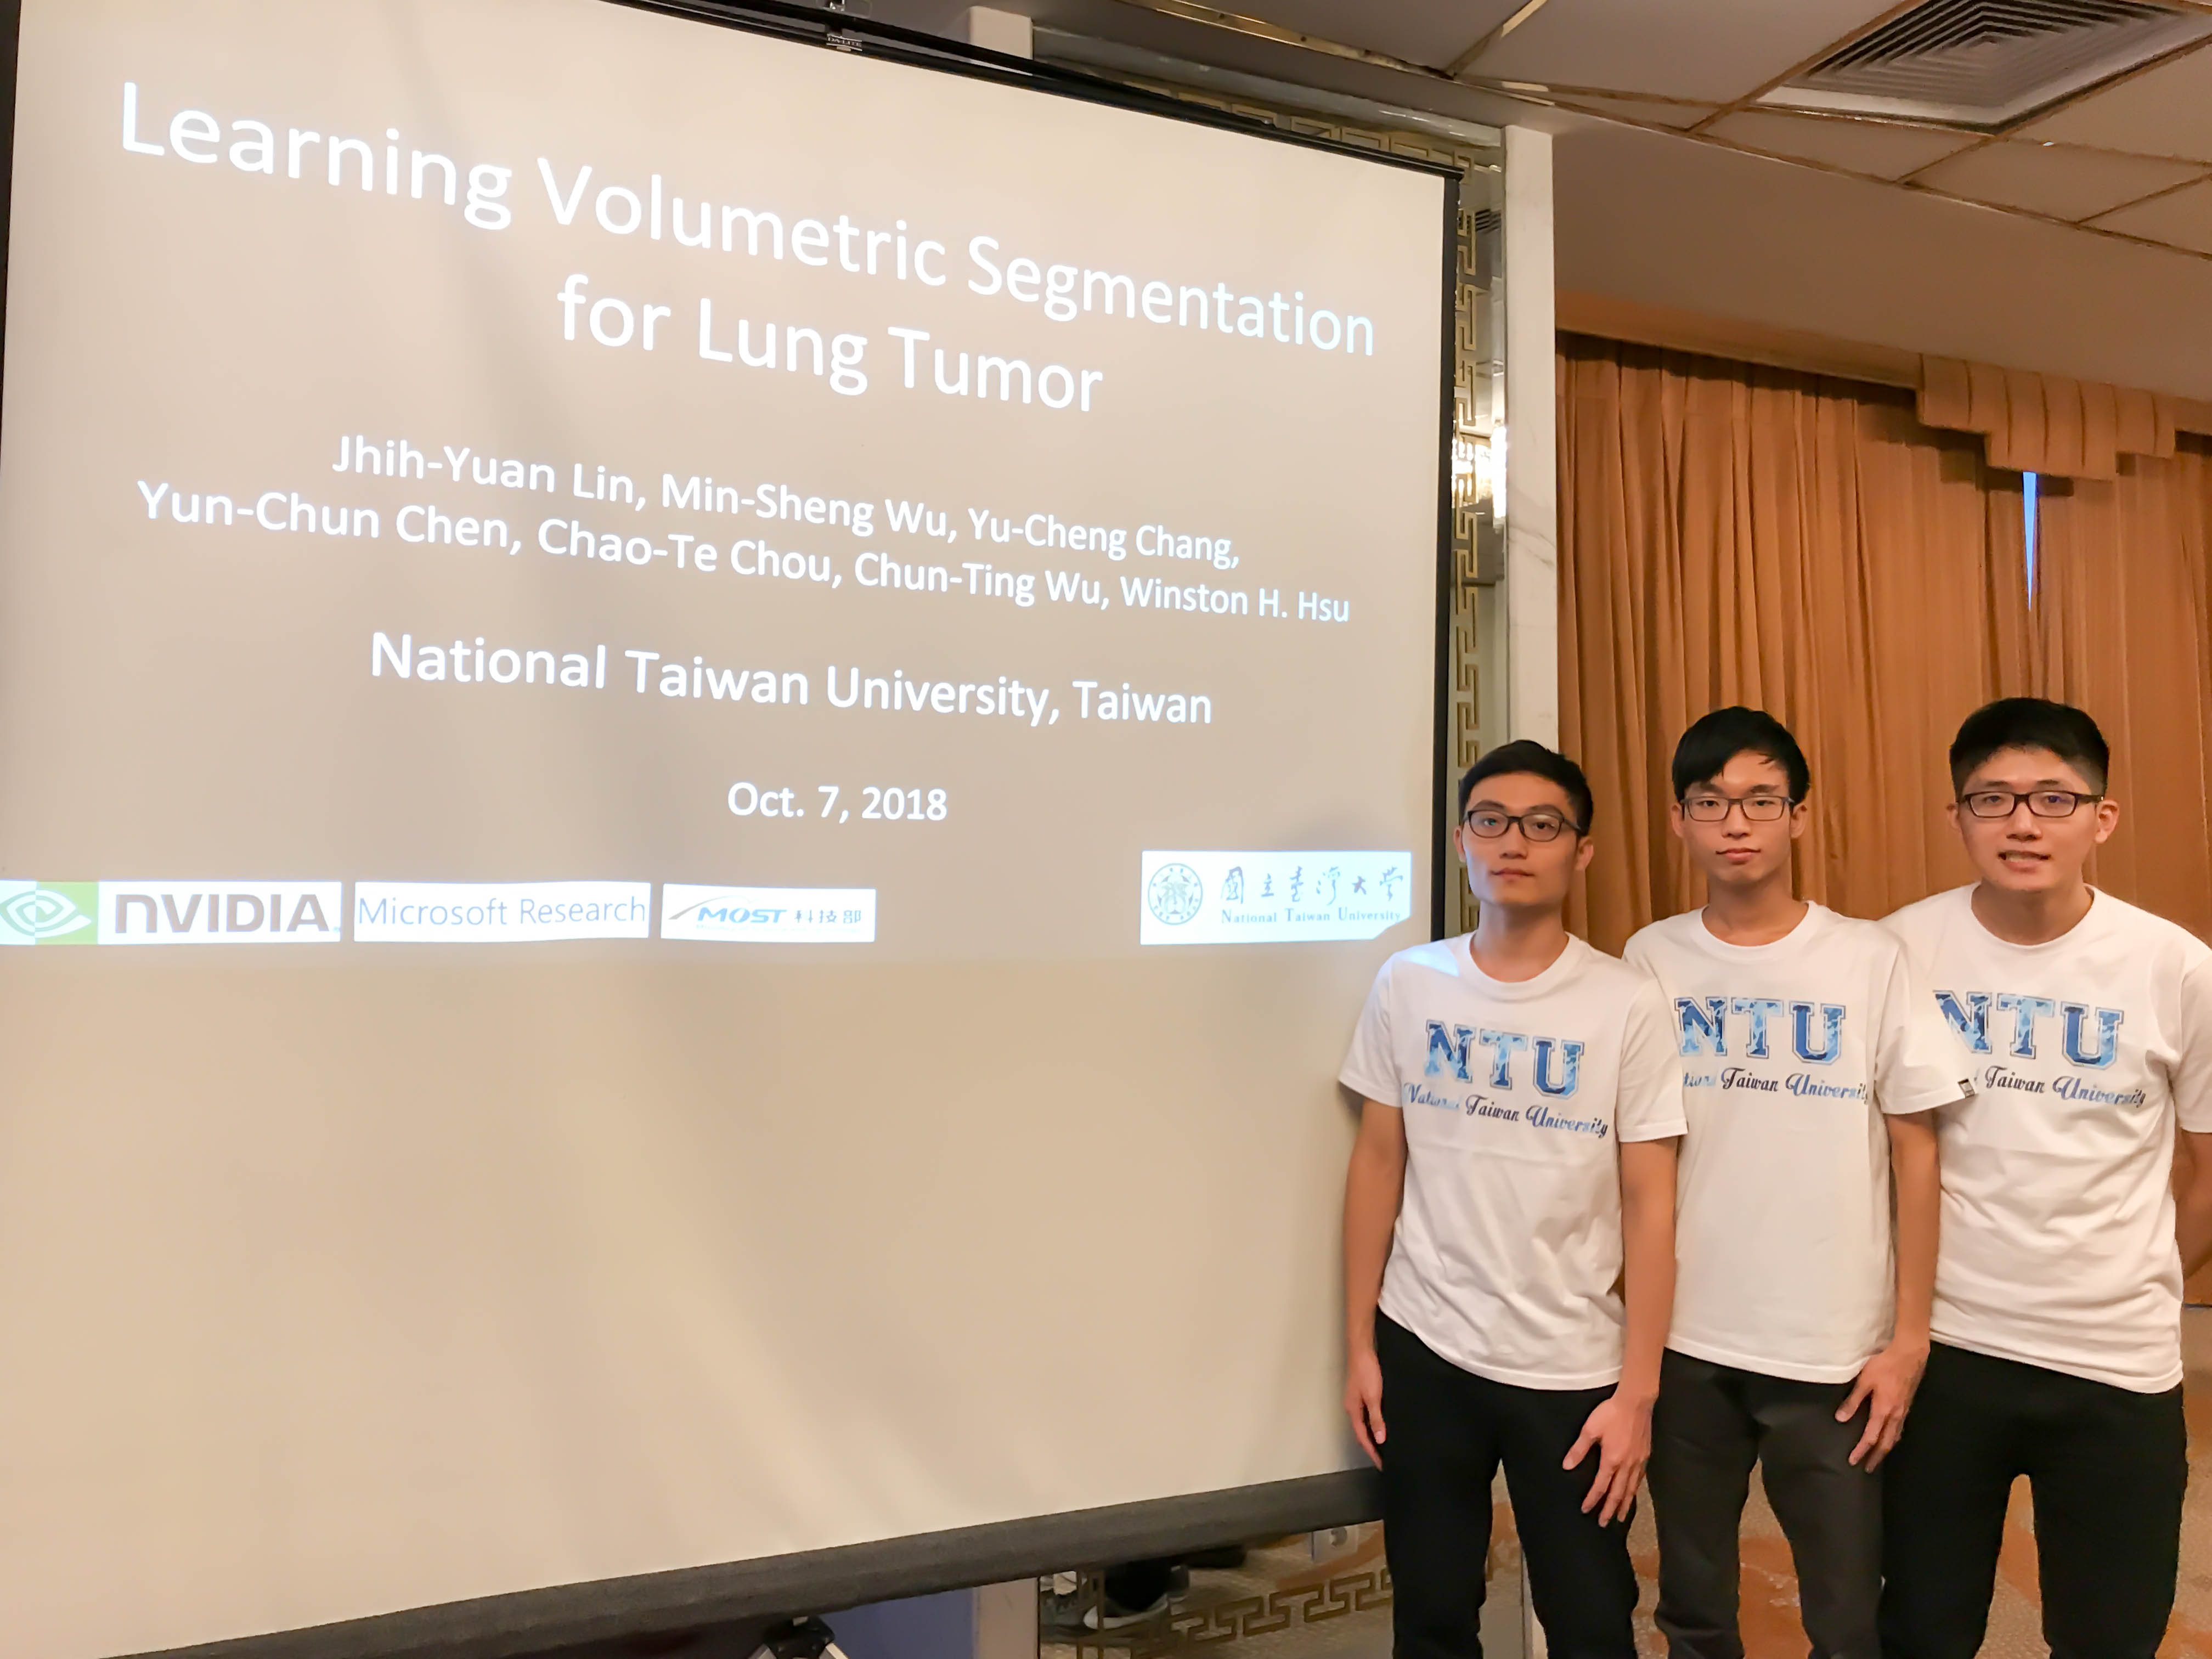 DA-LITE
Learning Volumetric Segmentation
for Lung Tumor
Jhih-Yuan Lin, Min-Sheng Wu, Yu-Cheng Chang,
Yun-Chun Chen, Chao-Te Chou, Chun-Ting Wu, Winston H. Hsu
National Taiwan University, Taiwan
Oct. 7, 2018
NVIDIA
Microsoft Research
MOST 科技部
國立臺灣大學
National Taiwan University
NTU
National Taiwan University
NTU
Taiwan University
NTU
Taiwan University